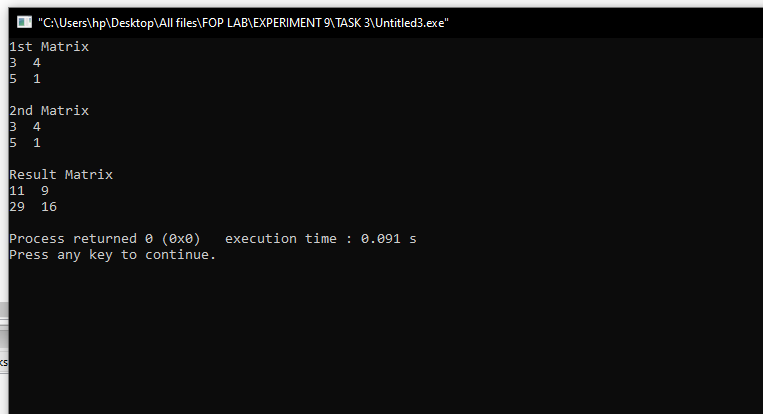 "C:\Users\hp\Desktop\All files\FOP LAB\EXPERIMENT 9\TASK 3\Untitled3.exe"
1st Matrix
3  4
5  1
2nd Matrix
3  4
5  1
Result Matrix
11  9
29  16
Process returned 0 (0x0)   execution time : 0.091 s
Press any key to continue.
ks